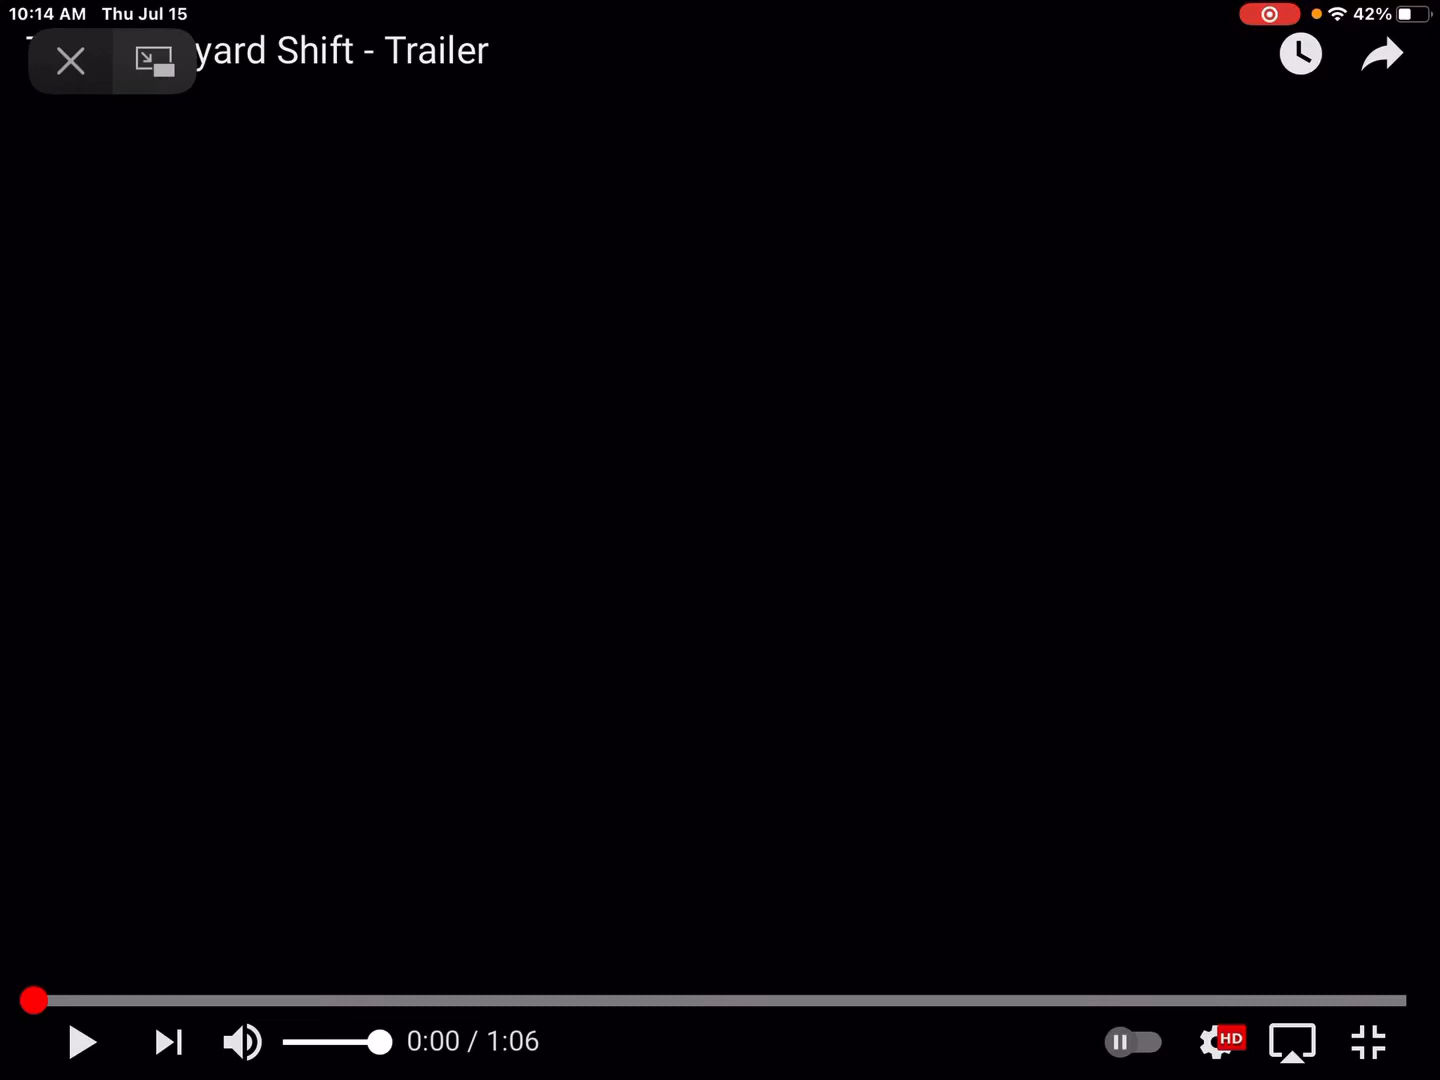 10:14 AM Thu Jul 15
42%
yard Shift - Trailer
0:00 / 1:06
HD